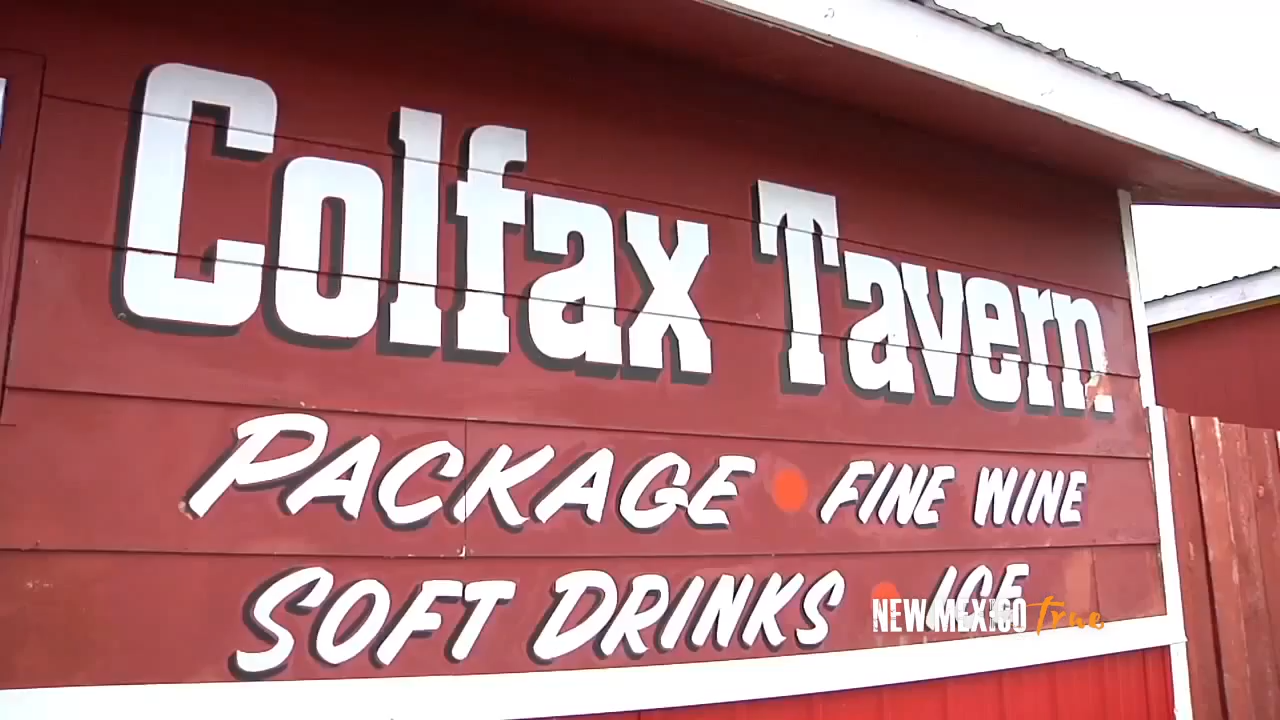 Colfax Tavern
PACKAGE • FINE WINE
SOFT DRINKS • ICE
NEW MEXICO True